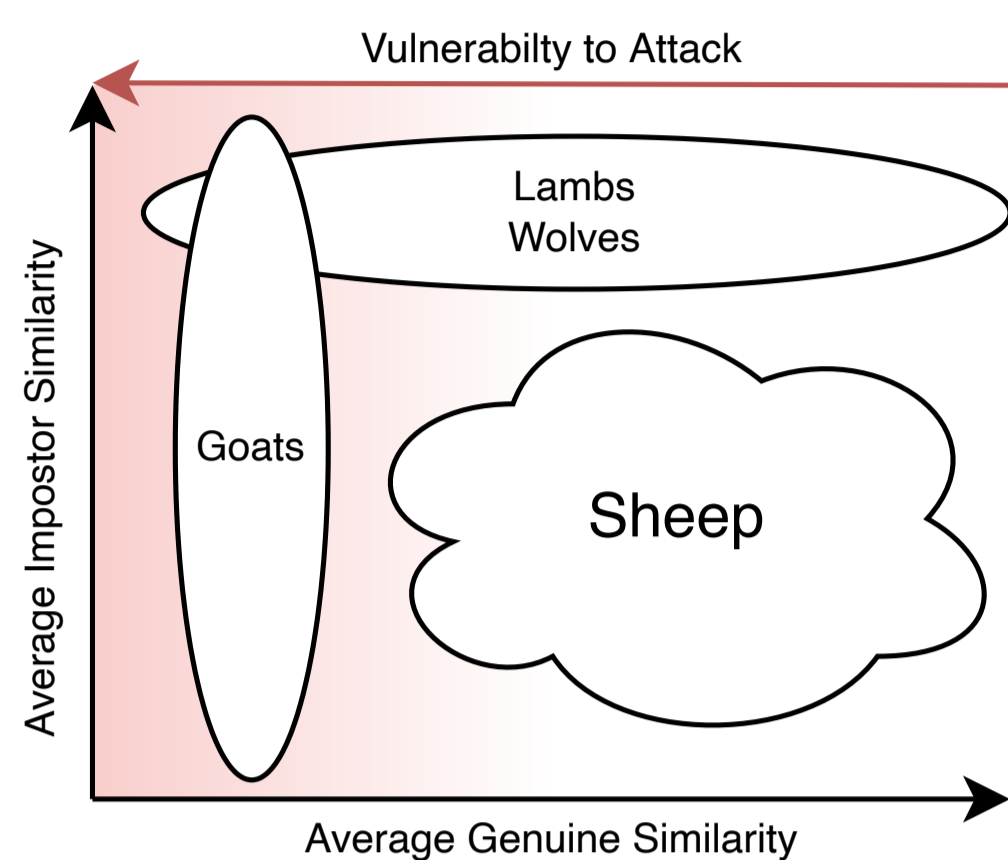 Vulnerabilty to Attack
Lambs
Wolves
Goats
Sheep
Average Impostor Similarity
Average Genuine Similarity